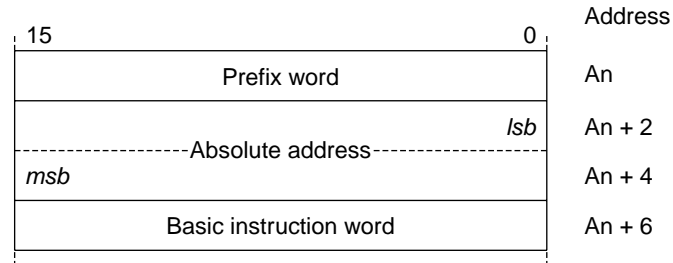 Address
15 0
Prefix word An
lsb An + 2
Absolute address
msb An + 4
Basic instruction word An + 6